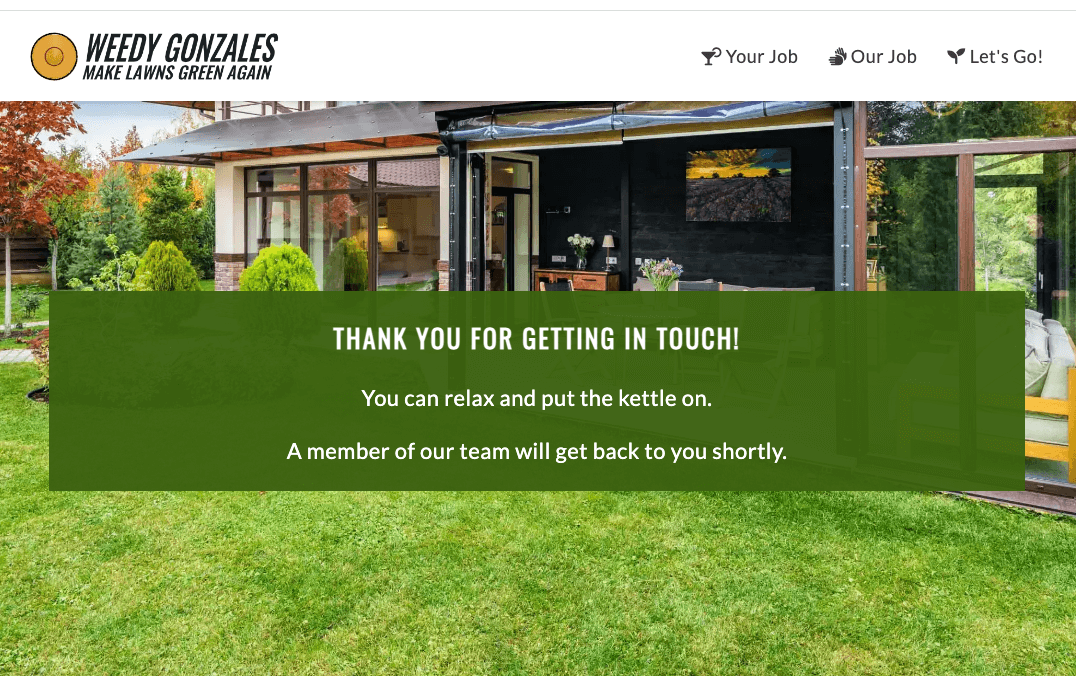 WEEDY GONZALES
MAKE LAWNS GREEN AGAIN
Your Job
Our Job
Let's Go!
THANK YOU FOR GETTING IN TOUCH!
You can relax and put the kettle on.
A member of our team will get back to you shortly.